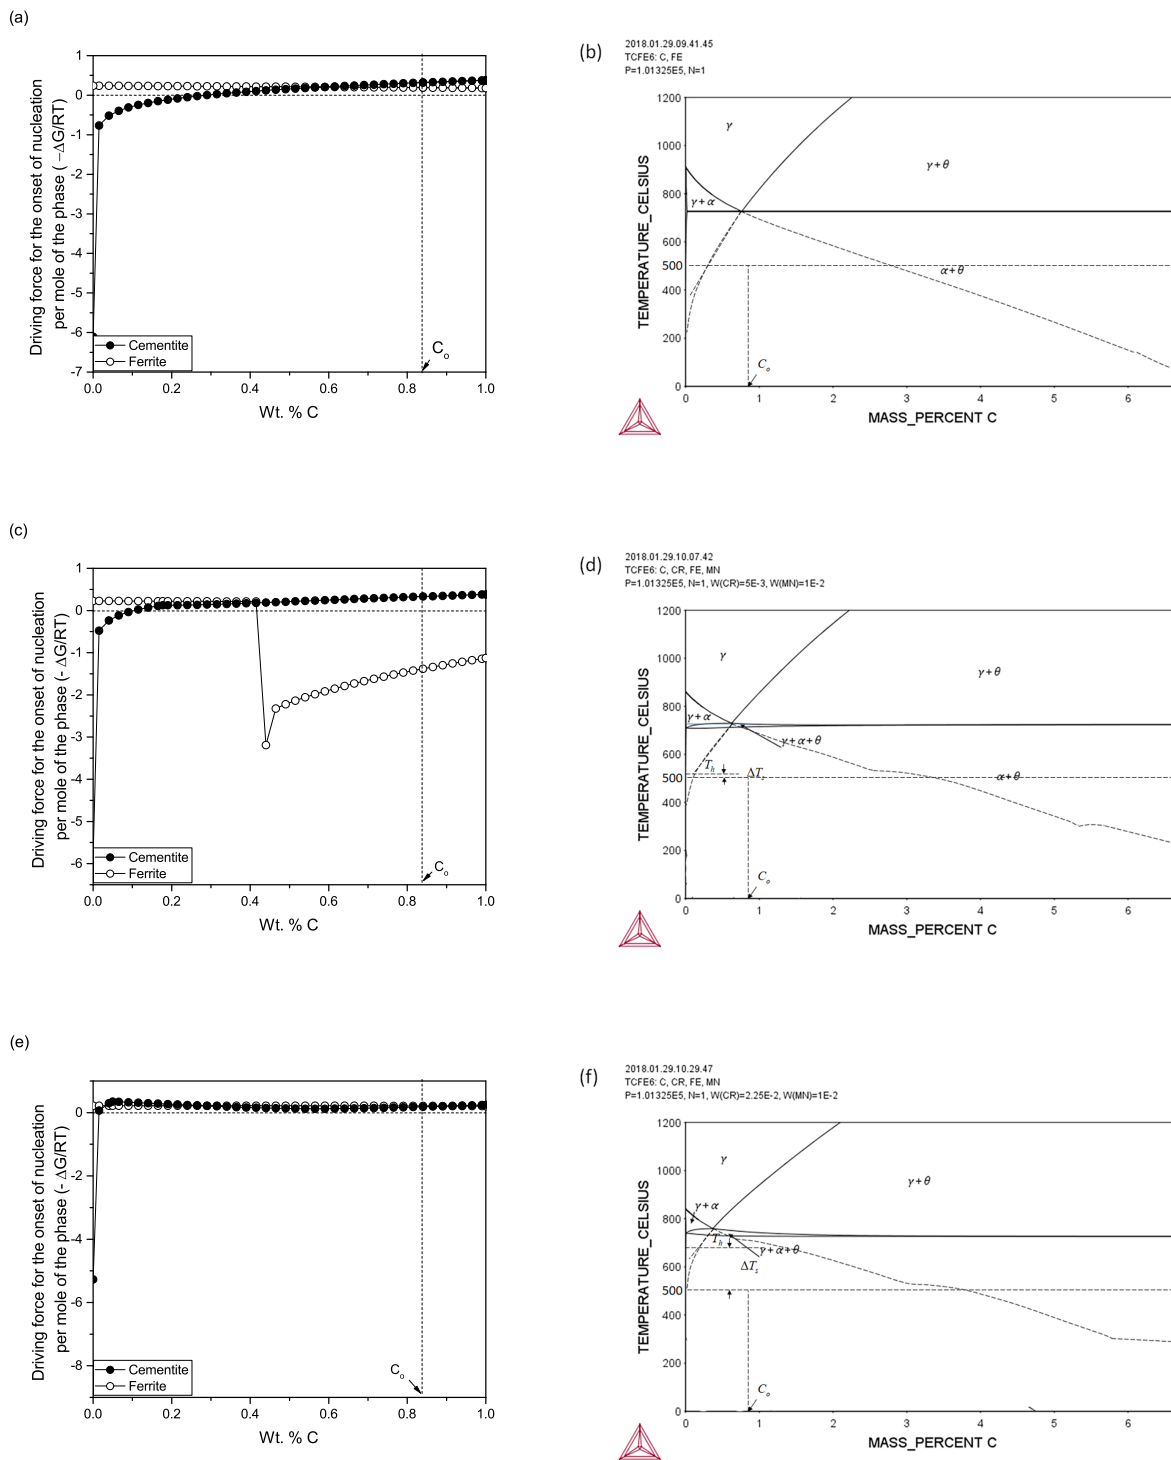 (a)
1
0
-1
-2
-3
-4
-5
-6
-7
0.0
0.2
0.4
0.6
0.8
1.0
Driving force for the onset of nucleation
per mole of the phase ( −ΔG/RT)
Cementite
Ferrite
C₀
Wt. % C
(b)
2018.01.29.09.41.45
TCFE6: C, FE
P=1.01325E5, N=1
1200
1000
800
600
500
400
200
0
0
1
2
3
4
5
6
TEMPERATURE_CELSIUS
γ
γ+θ
γ+α
α+θ
C₀
MASS_PERCENT C
(c)
1
0
-1
-2
-3
-4
-5
-6
0.0
0.2
0.4
0.6
0.8
1.0
Driving force for the onset of nucleation
per mole of the phase (- ΔG/RT)
Cementite
Ferrite
C₀
Wt. % C
(d)
2018.01.29.10.07.42
TCFE6: C, CR, FE, MN
P=1.01325E5, N=1, W(CR)=5E-3, W(MN)=1E-2
1200
1000
800
600
500
400
200
0
0
1
2
3
4
5
6
TEMPERATURE_CELSIUS
γ
γ+θ
γ+α
γ+α+θ
Tₕ
ΔTₛ
α+θ
C₀
MASS_PERCENT C
(e)
0
-2
-4
-6
-8
0.0
0.2
0.4
0.6
0.8
1.0
Driving force for the onset of nucleation
per mole of the phase (- ΔG/RT)
Cementite
Ferrite
C₀
Wt. % C
(f)
2018.01.29.10.29.47
TCFE6: C, CR, FE, MN
P=1.01325E5, N=1, W(CR)=2.25E-2, W(MN)=1E-2
1200
1000
800
600
500
400
200
0
0
1
2
3
4
5
6
TEMPERATURE_CELSIUS
γ
γ+θ
γ+α
Tₕ
γ+α+θ
ΔTₛ
C₀
MASS_PERCENT C